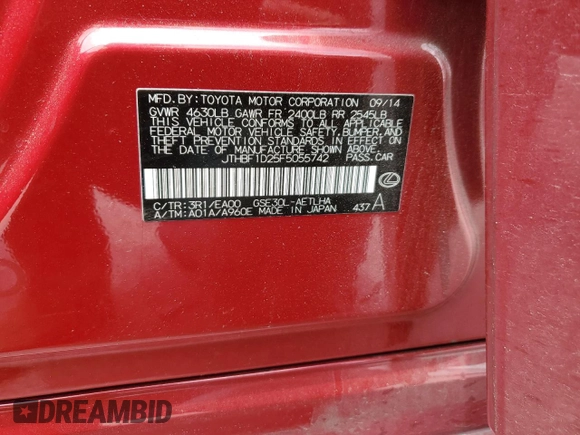 MFD. BY: TOYOTA MOTOR CORPORATION 09/14
GVWR 4630LB GAWR FR 2400LB RR 2545LB
THIS VEHICLE CONFORMS TO ALL APPLICABLE
FEDERAL MOTOR VEHICLE SAFETY, BUMPER, AND
THEFT PREVENTION STANDARDS IN EFFECT ON
THE DATE OF MANUFACTURE SHOWN ABOVE.
JTHBF1D25F5055742 PASS. CAR
C/TR: 3R1/EA00 GSE30L-AETLHA
A/TM: A01A/A960E MADE IN JAPAN 437 A
DREAMBID